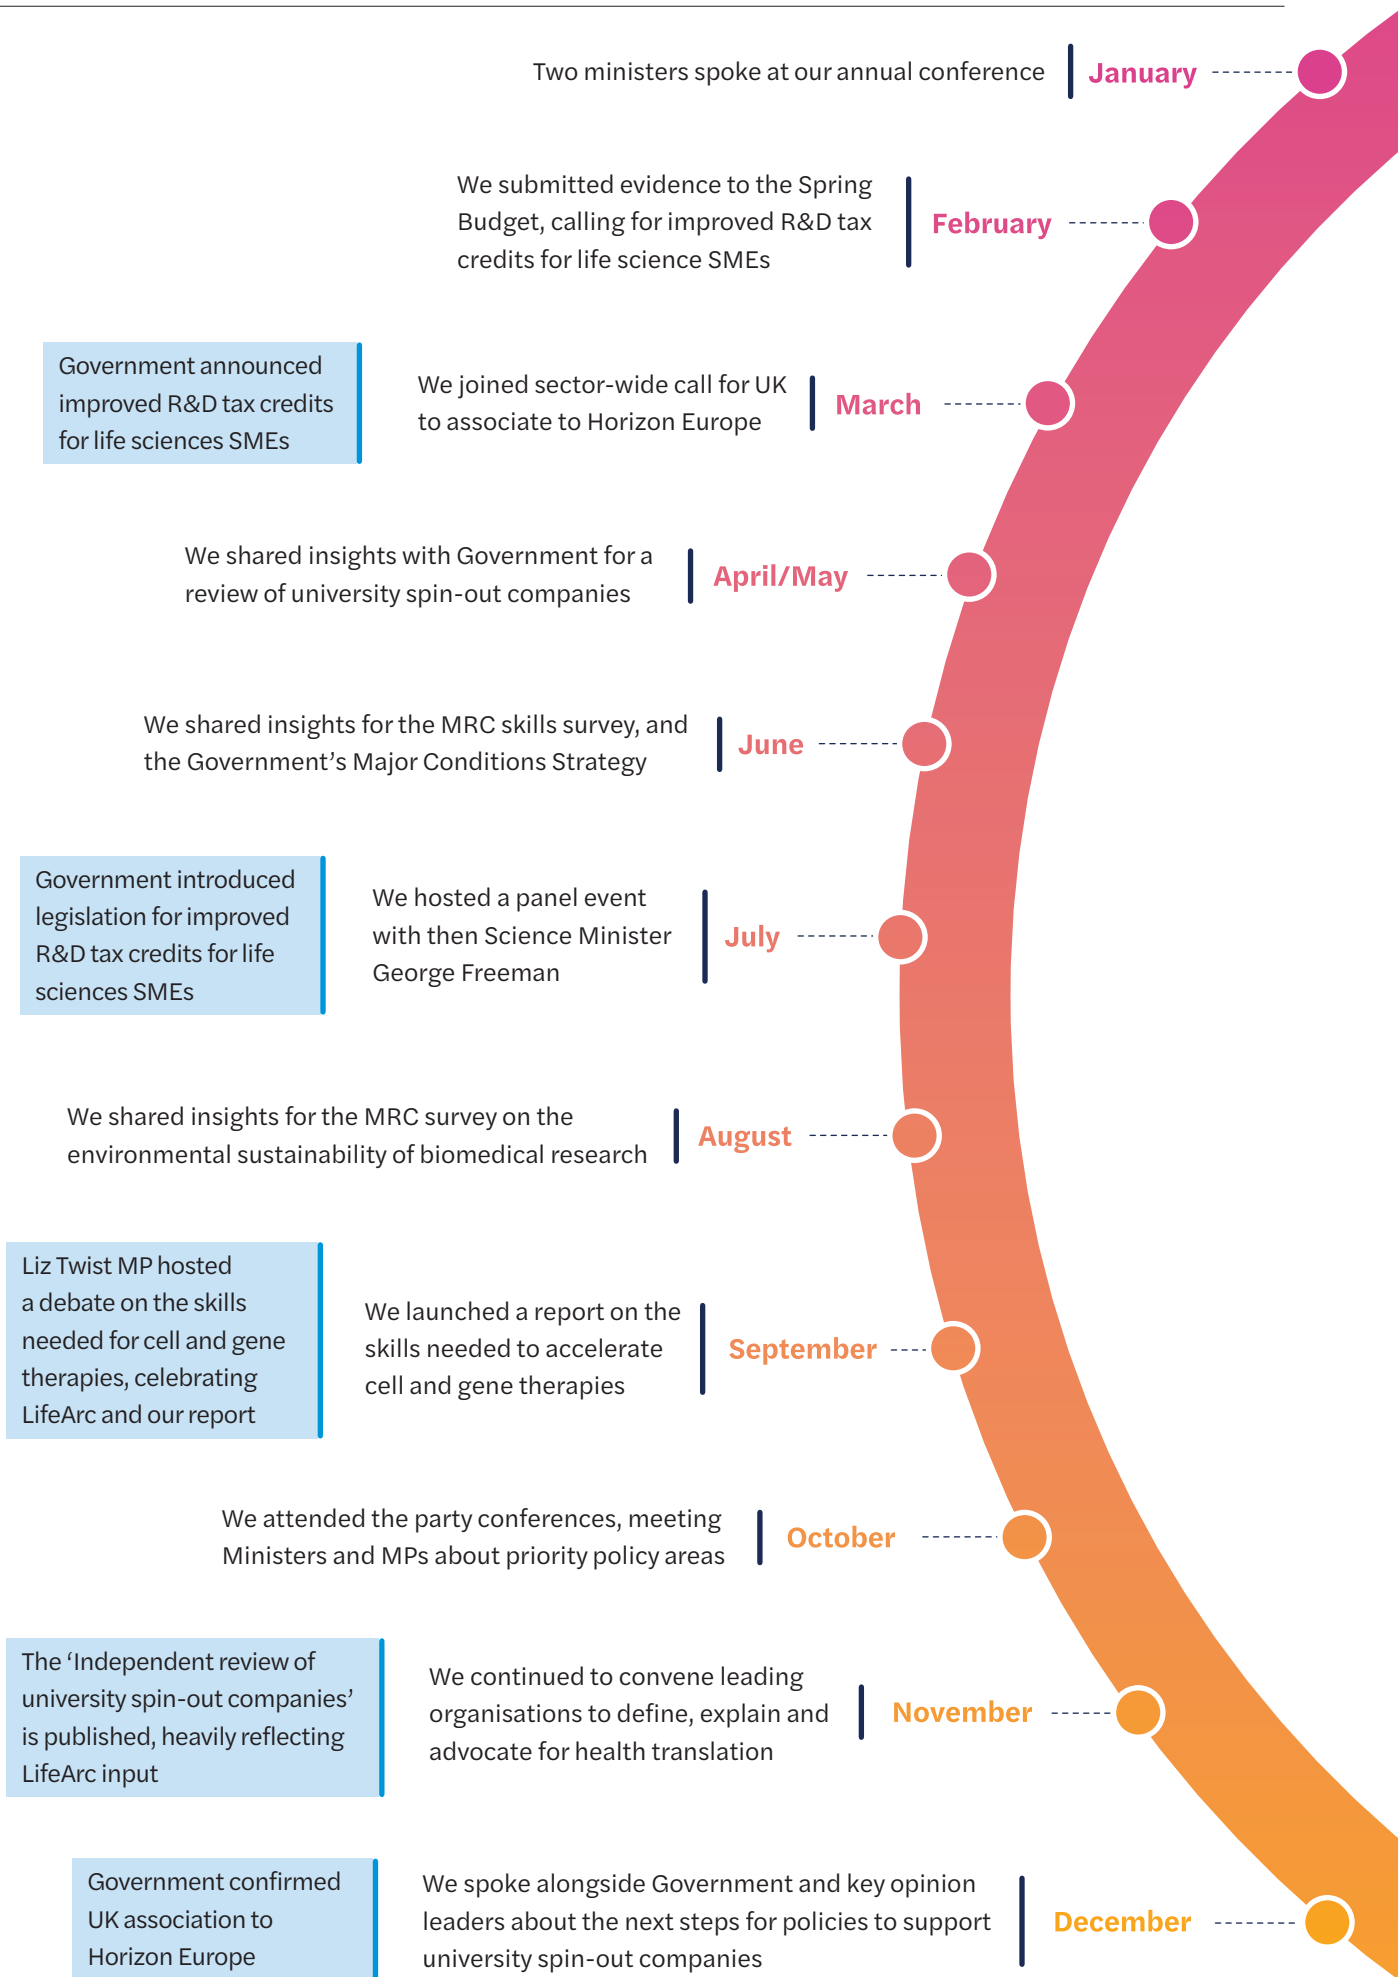 Two ministers spoke at our annual conference
January
We submitted evidence to the Spring
Budget, calling for improved R&D tax
credits for life science SMEs
February
Government announced
improved R&D tax credits
for life sciences SMEs
We joined sector-wide call for UK
to associate to Horizon Europe
March
We shared insights with Government for a
review of university spin-out companies
April/May
We shared insights for the MRC skills survey, and
the Government’s Major Conditions Strategy
June
Government introduced
legislation for improved
R&D tax credits for life
sciences SMEs
We hosted a panel event
with then Science Minister
George Freeman
July
We shared insights for the MRC survey on the
environmental sustainability of biomedical research
August
Liz Twist MP hosted
a debate on the skills
needed for cell and gene
therapies, celebrating
LifeArc and our report
We launched a report on the
skills needed to accelerate
cell and gene therapies
September
We attended the party conferences, meeting
Ministers and MPs about priority policy areas
October
The ‘Independent review of
university spin-out companies’
is published, heavily reflecting
LifeArc input
We continued to convene leading
organisations to define, explain and
advocate for health translation
November
Government confirmed
UK association to
Horizon Europe
We spoke alongside Government and key opinion
leaders about the next steps for policies to support
university spin-out companies
December